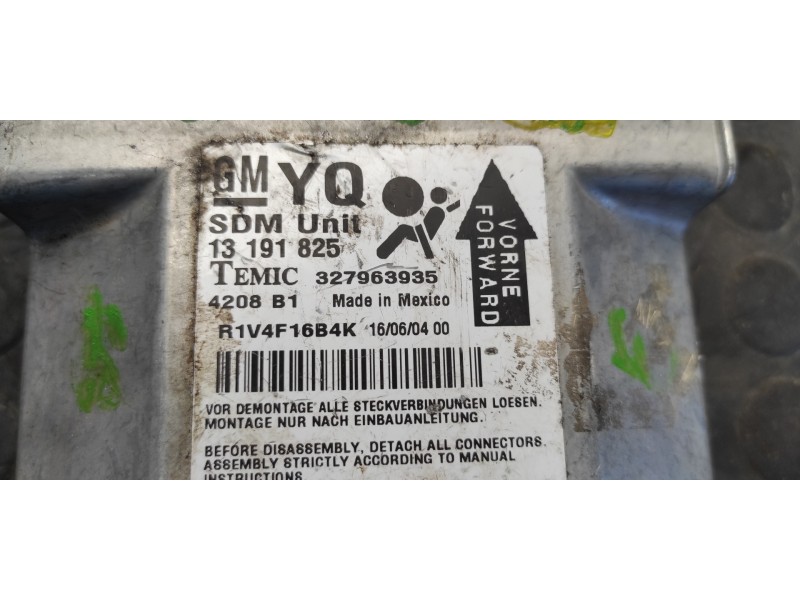 GM YQ
SDM Unit
13 191 825
TEMIC 327963935
4208 B1 Made in Mexico
R1V4F16B4K 16/06/04 00
VORNE
FORWARD
VOR DEMONTAGE ALLE STECKVERBINDUNGEN LOESEN.
MONTAGE NUR NACH EINBAUANLEITUNG.
BEFORE DISASSEMBLY, DETACH ALL CONNECTORS.
ASSEMBLY STRICTLY ACCORDING TO MANUAL
INSTRUCTIONS.